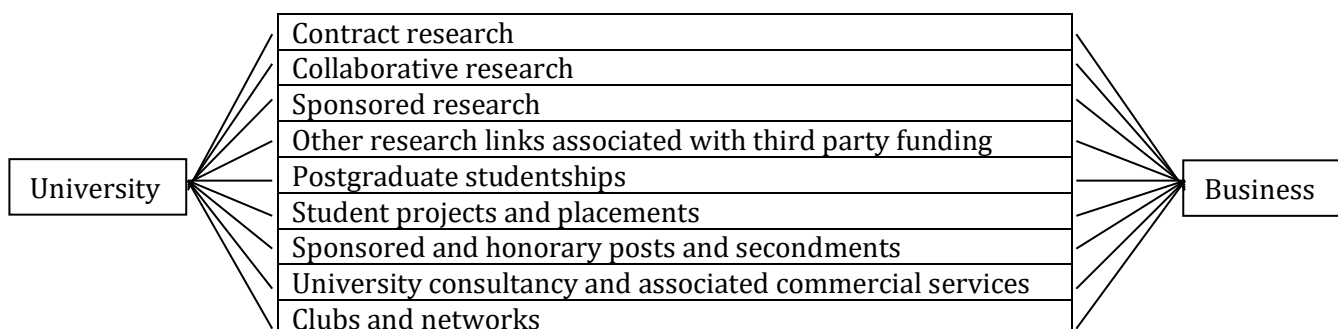 Contract research
Collaborative research
Sponsored research
Other research links associated with third party funding
University
Postgraduate studentships
Business
Student projects and placements
Sponsored and honorary posts and secondments
University consultancy and associated commercial services
Clubs and networks